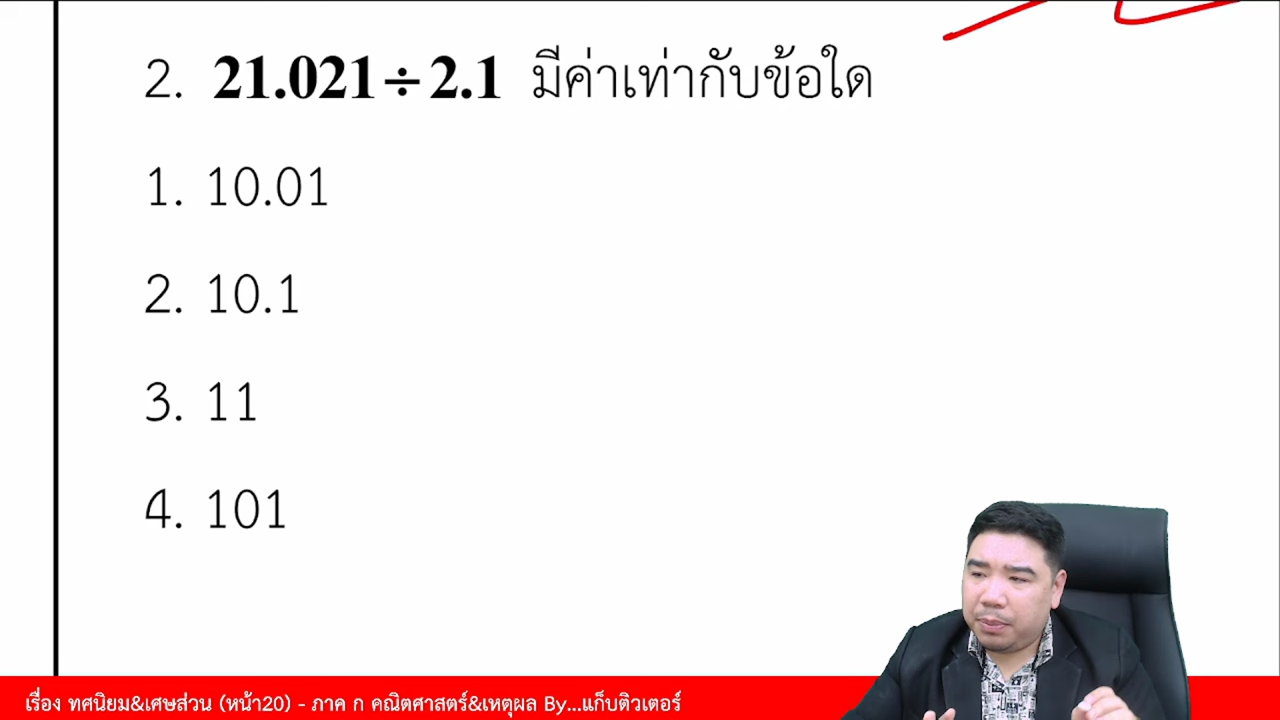 2. 21.021÷2.1 มีค่าเท่ากับข้อใด
1. 10.01
2. 10.1
3. 11
4. 101
เรื่อง ทศนิยม&เศษส่วน (หน้า20) - ภาค ก คณิตศาสตร์&เหตุผล By...แก็บติวเตอร์